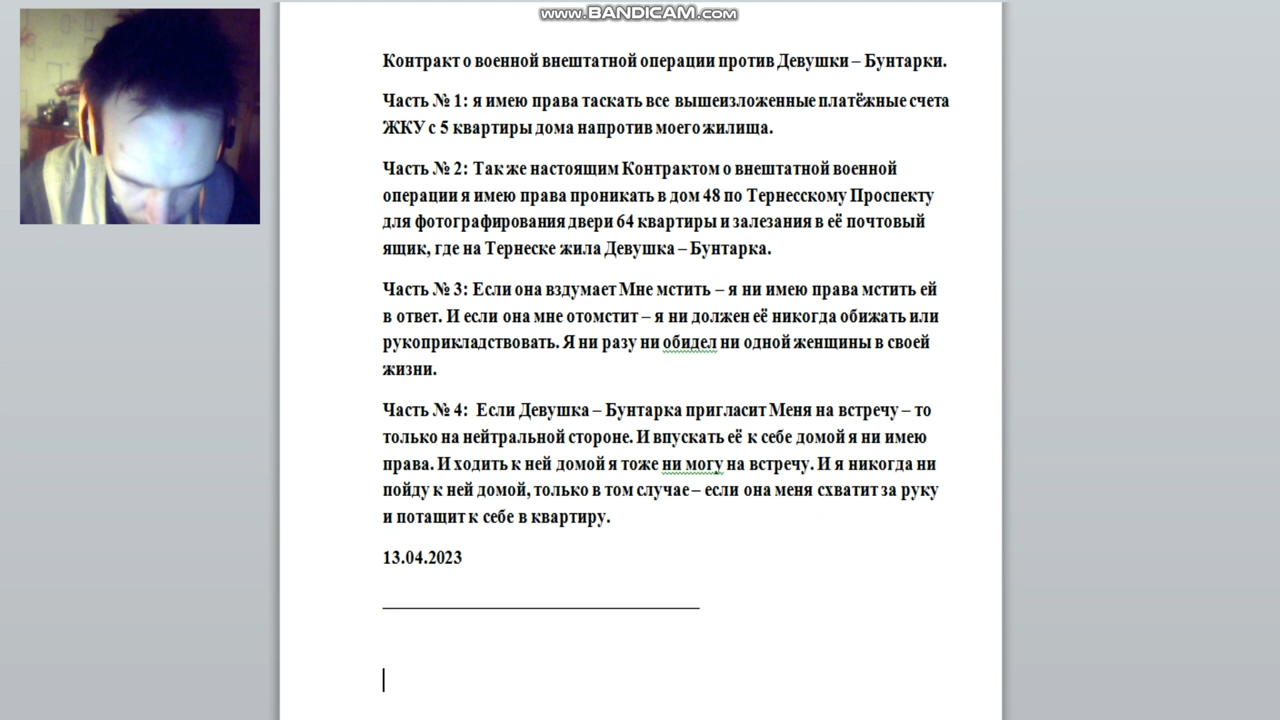 www.BANDICAM.com
Контракт о военной внештатной операции против Девушки – Бунтарки.
Часть № 1: я имею права таскать все вышеизложенные платёжные счета
ЖКУ с 5 квартиры дома напротив моего жилища.
Часть № 2: Так же настоящим Контрактом о внештатной военной
операции я имею права проникать в дом 48 по Тернесскому Проспекту
для фотографирования двери 64 квартиры и залезания в её почтовый
ящик, где на Тернеске жила Девушка – Бунтарка.
Часть № 3: Если она вздумает Мне мстить – я ни имею права мстить ей
в ответ. И если она мне отомстит – я ни должен её никогда обижать или
рукоприкладствовать. Я ни разу ни обидел ни одной женщины в своей
жизни.
Часть № 4: Если Девушка – Бунтарка пригласит Меня на встречу – то
только на нейтральной стороне. И впускать её к себе домой я ни имею
права. И ходить к ней домой я тоже ни могу на встречу. И я никогда ни
пойду к ней домой, только в том случае – если она меня схватит за руку
и потащит к себе в квартиру.
13.04.2023